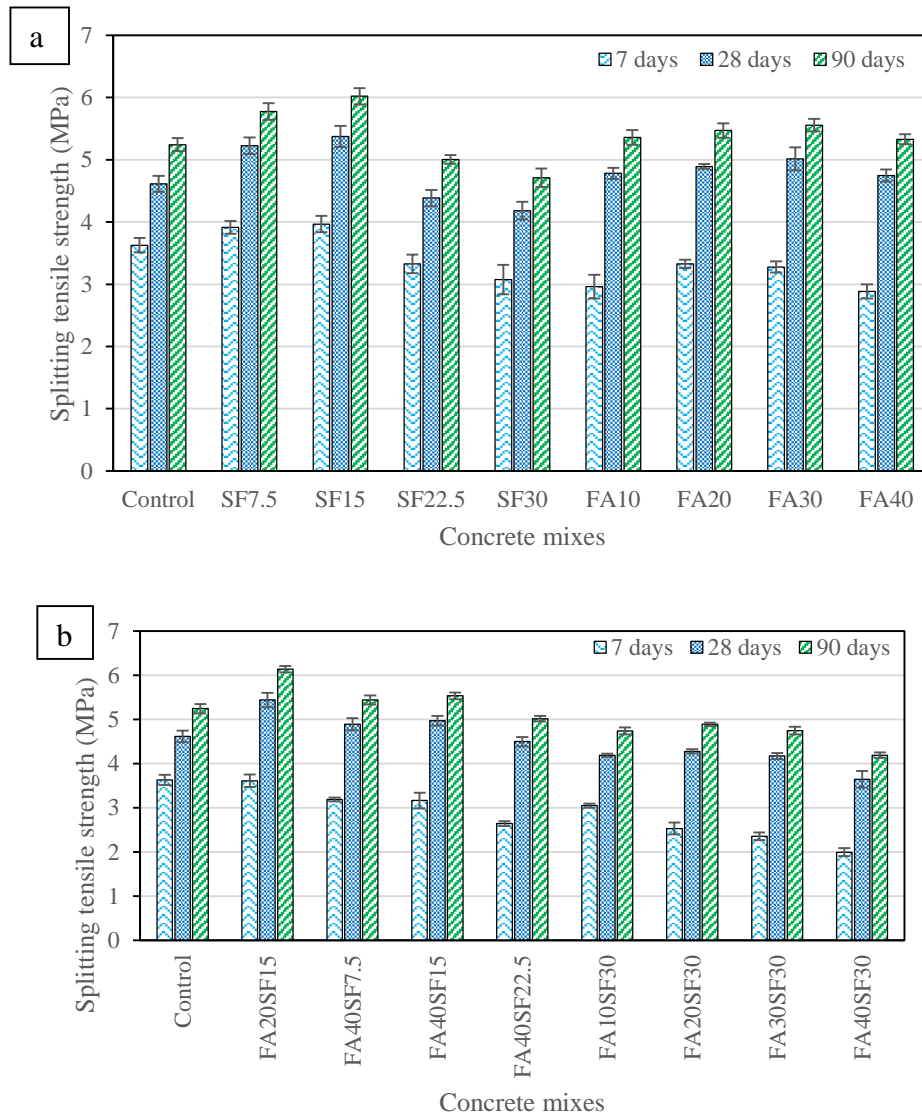 a
7 days 28 days 90 days
7
6
5
4
3
2
1
0
Splitting tensile strength (MPa)
Control SF7.5 SF15 SF22.5 SF30 FA10 FA20 FA30 FA40
Concrete mixes
b
7 days 28 days 90 days
7
6
5
4
3
2
1
0
Splitting tensile strength (MPa)
Control
FA20SF15
FA40SF7.5
FA40SF15
FA40SF22.5
FA10SF30
FA20SF30
FA30SF30
FA40SF30
Concrete mixes